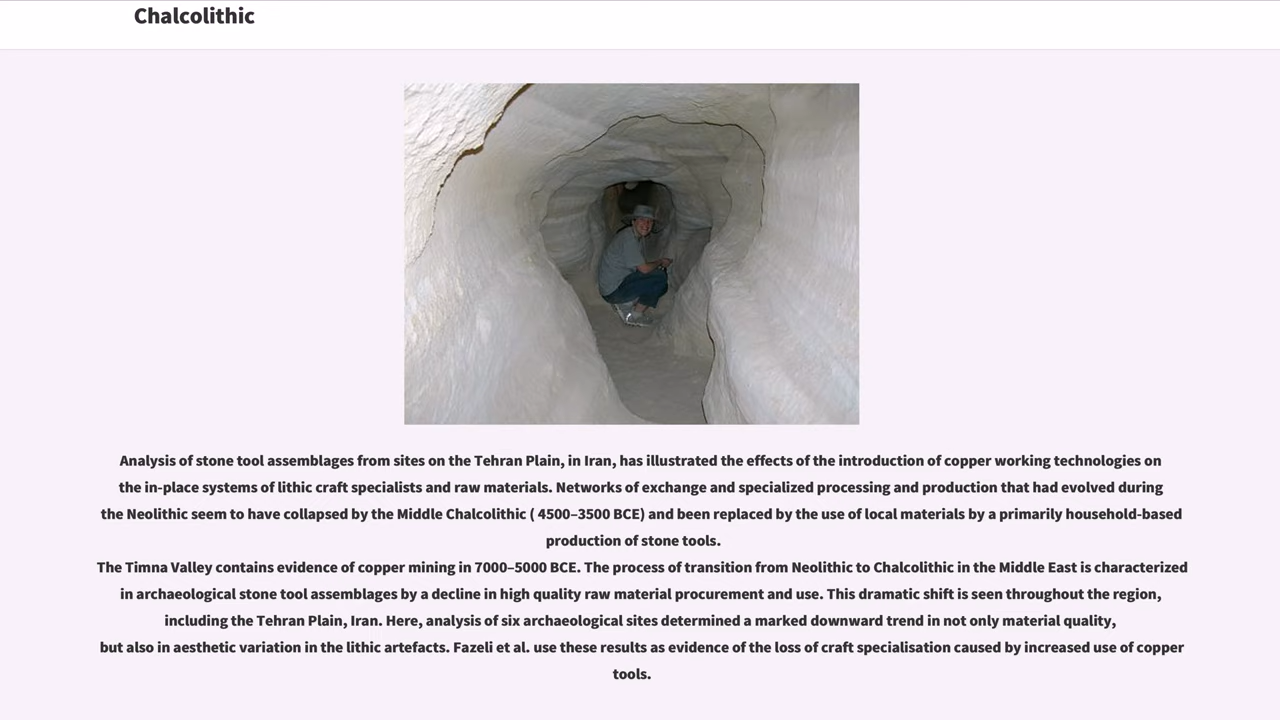 Chalcolithic
Analysis of stone tool assemblages from sites on the Tehran Plain, in Iran, has illustrated the effects of the introduction of copper working technologies on
the in-place systems of lithic craft specialists and raw materials. Networks of exchange and specialized processing and production that had evolved during
the Neolithic seem to have collapsed by the Middle Chalcolithic ( 4500–3500 BCE) and been replaced by the use of local materials by a primarily household-based
production of stone tools.
The Timna Valley contains evidence of copper mining in 7000–5000 BCE. The process of transition from Neolithic to Chalcolithic in the Middle East is characterized
in archaeological stone tool assemblages by a decline in high quality raw material procurement and use. This dramatic shift is seen throughout the region,
including the Tehran Plain, Iran. Here, analysis of six archaeological sites determined a marked downward trend in not only material quality,
but also in aesthetic variation in the lithic artefacts. Fazeli et al. use these results as evidence of the loss of craft specialisation caused by increased use of copper
tools.